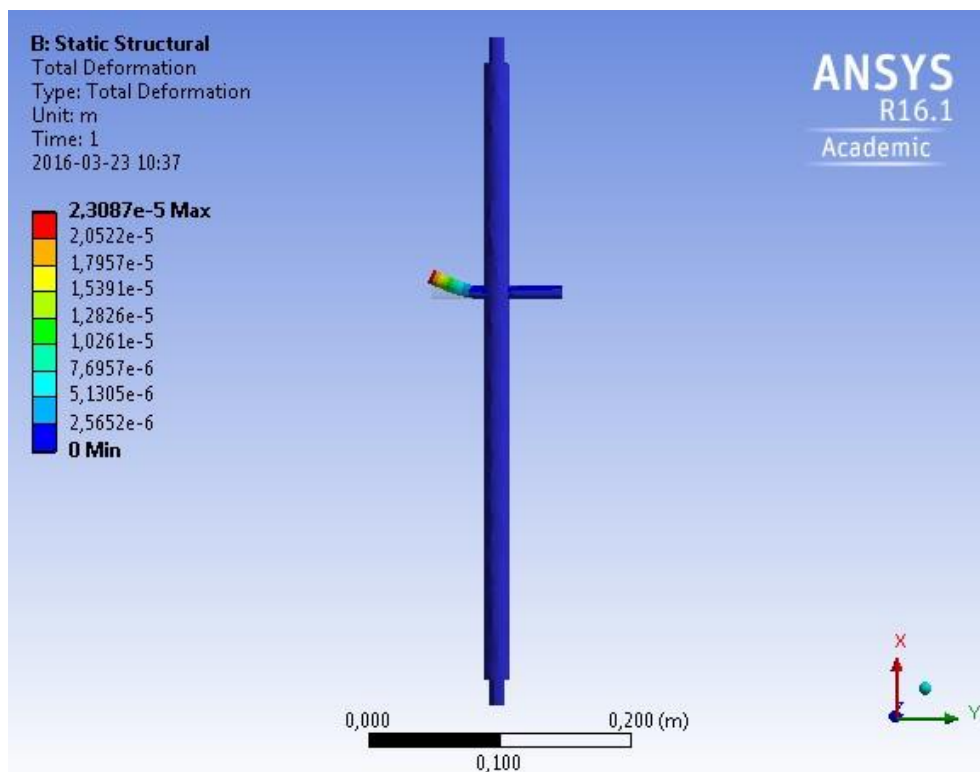 B: Static Structural
Total Deformation
Type: Total Deformation
Unit: m
Time: 1
2016-03-23 10:37
ANSYS
R16.1
Academic
2,3087e-5 Max
2,0522e-5
1,7957e-5
1,5391e-5
1,2826e-5
1,0261e-5
7,6957e-6
5,1305e-6
2,5652e-6
0 Min
X
Y
0,000
0,200 (m)
0,100